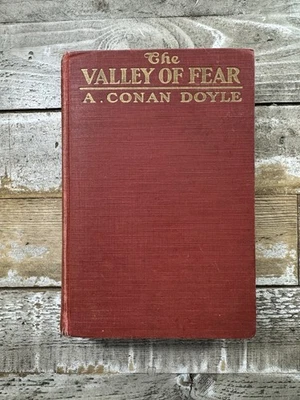 The
VALLEY OF FEAR
A. CONAN DOYLE